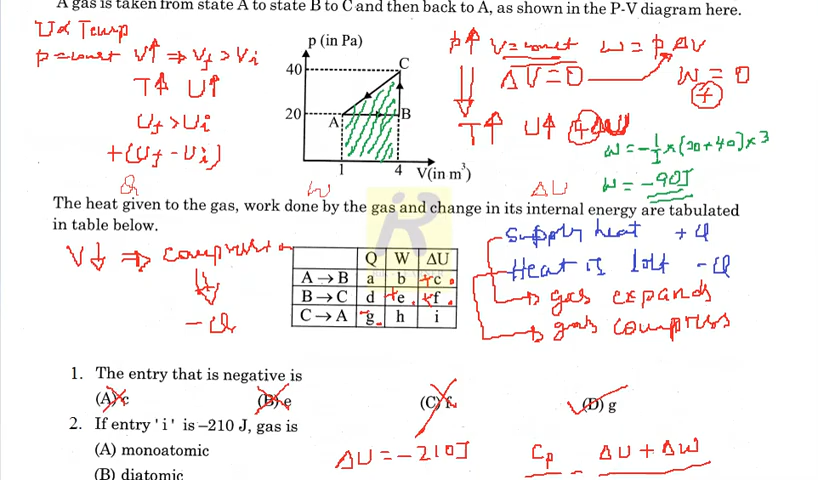 A gas is taken from state A to state B to C and then back to A, as shown in the P-V diagram here.
U∝ Temp
p=const V↑ ⇒ Vf > Vi
T↑ U↑
Uf > Ui
+(Uf - Ui)
Q
p (in Pa)
40
C
20
A
B
1
4
V(in m³)
W
p↑ V=const W = p ΔV
ΔV=0
W = 0
T↑ U↑ + ΔU
W = -½ × (20+40) × 3
ΔU W = -90J
The heat given to the gas, work done by the gas and change in its internal energy are tabulated
in table below.
V↓ ⇒ compression
-Q
Q W ΔU
A → B a b +c
B → C d +e +f
C → A -g h i
Supply heat +Q
Heat is lost -Q
gas expands
gas compress
1. The entry that is negative is
(A) c (B) e (C) f (D) g
2. If entry 'i' is –210 J, gas is
(A) monoatomic
(B) diatomic
ΔU = -210J
Cp = ΔU + ΔW